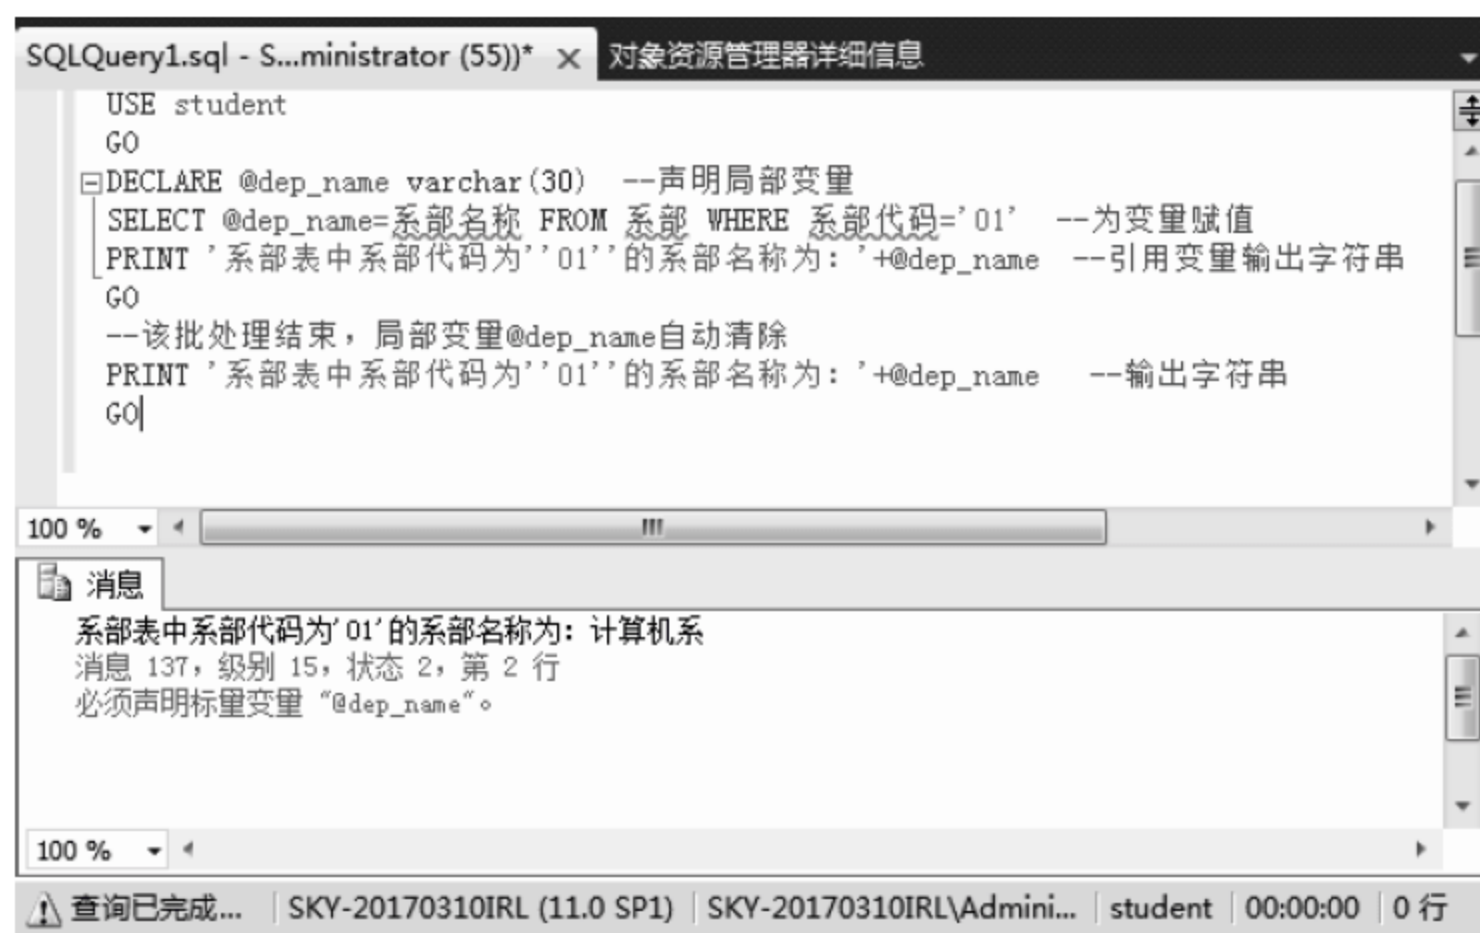 SQLQuery1.sql - S...ministrator (55))* 对象资源管理器详细信息
USE student
GO
DECLARE @dep_name varchar(30) --声明局部变量
SELECT @dep_name=系部名称 FROM 系部 WHERE 系部代码='01' --为变量赋值
PRINT '系部表中系部代码为''01''的系部名称为：'+@dep_name --引用变量输出字符串
GO
--该批处理结束，局部变量@dep_name自动清除
PRINT '系部表中系部代码为''01''的系部名称为：'+@dep_name --输出字符串
GO
100 %
消息
系部表中系部代码为'01'的系部名称为：计算机系
消息 137，级别 15，状态 2，第 2 行
必须声明标量变量 "@dep_name"。
100 %
查询已完成... SKY-20170310IRL (11.0 SP1) SKY-20170310IRL\Admini... student 00:00:00 0 行